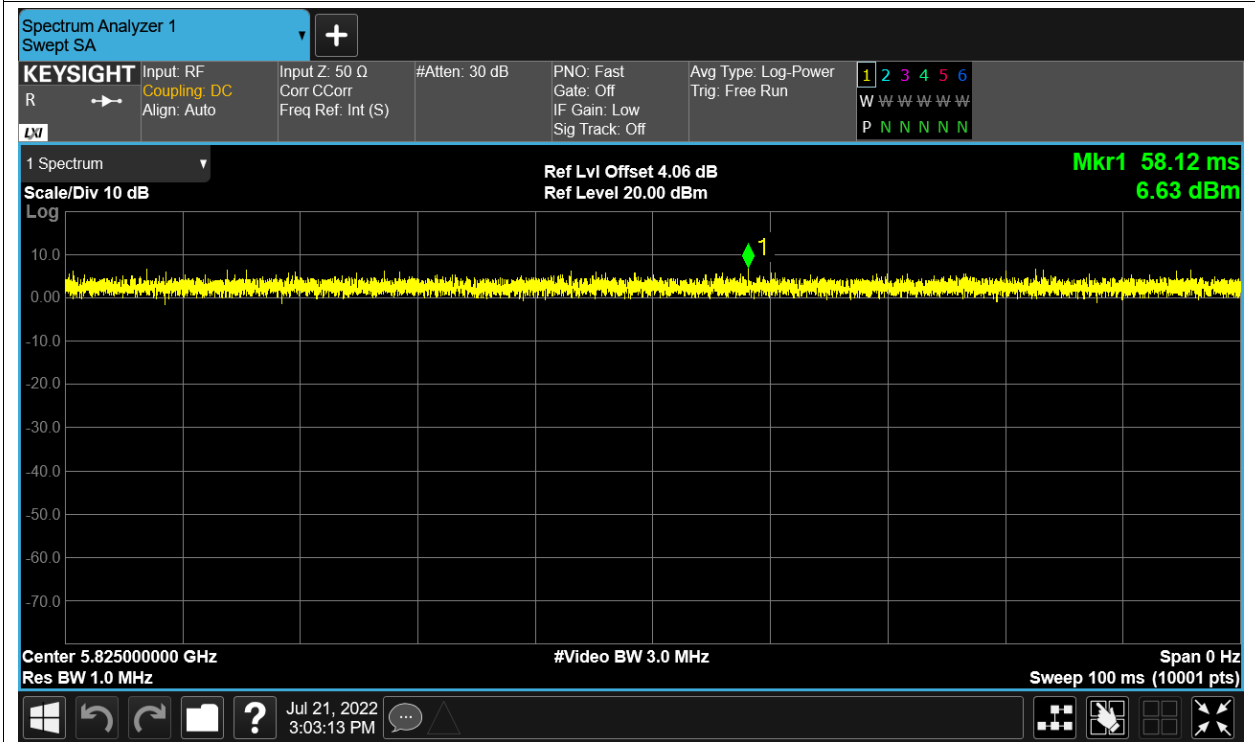 Spectrum Analyzer 1
Swept SA
▼
+
KEYSIGHT
R
LXI
Input: RF
Coupling: DC
Align: Auto
Input Z: 50 Ω
Corr CCorr
Freq Ref: Int (S)
#Atten: 30 dB
PNO: Fast
Gate: Off
IF Gain: Low
Sig Track: Off
Avg Type: Log-Power
Trig: Free Run
1 2 3 4 5 6
W W W W W W
P N N N N N
1 Spectrum ▼
Scale/Div 10 dB
Log
Ref Lvl Offset 4.06 dB
Ref Level 20.00 dBm
Mkr1 58.12 ms
6.63 dBm
1
10.0
0.00
-10.0
-20.0
-30.0
-40.0
-50.0
-60.0
-70.0
Center 5.825000000 GHz
Res BW 1.0 MHz
#Video BW 3.0 MHz
Span 0 Hz
Sweep 100 ms (10001 pts)
?
Jul 21, 2022
3:03:13 PM